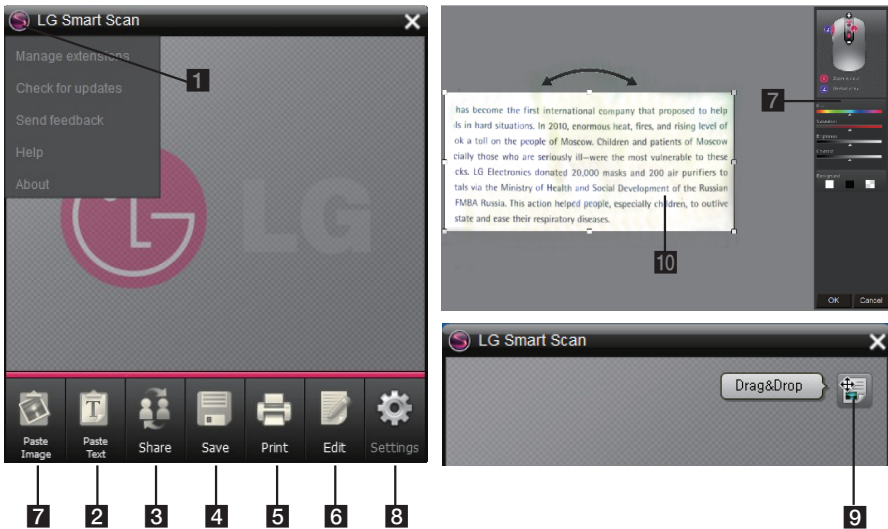 LG Smart Scan
Manage extensions
1
Check for updates
Send feedback
Help
About
LG
LG
Paste Image
Paste Text
Share
Save
Print
Edit
Settings
7
2
3
4
5
6
8
7
Saturation
Brightness
Contrast
Background
has become the first international company that proposed to help
ls in hard situations. In 2010, enormous heat, fires, and rising level of
ok a toll on the people of Moscow. Children and patients of Moscow
cially those who are seriously ill—were the most vulnerable to these
cks. LG Electronics donated 20,000 masks and 200 air purifiers to
tals via the Ministry of Health and Social Development of the Russian
FMBA Russia. This action helped people, especially children, to outlive
state and ease their respiratory diseases.
10
OK
Cancel
LG Smart Scan
Drag&Drop
9